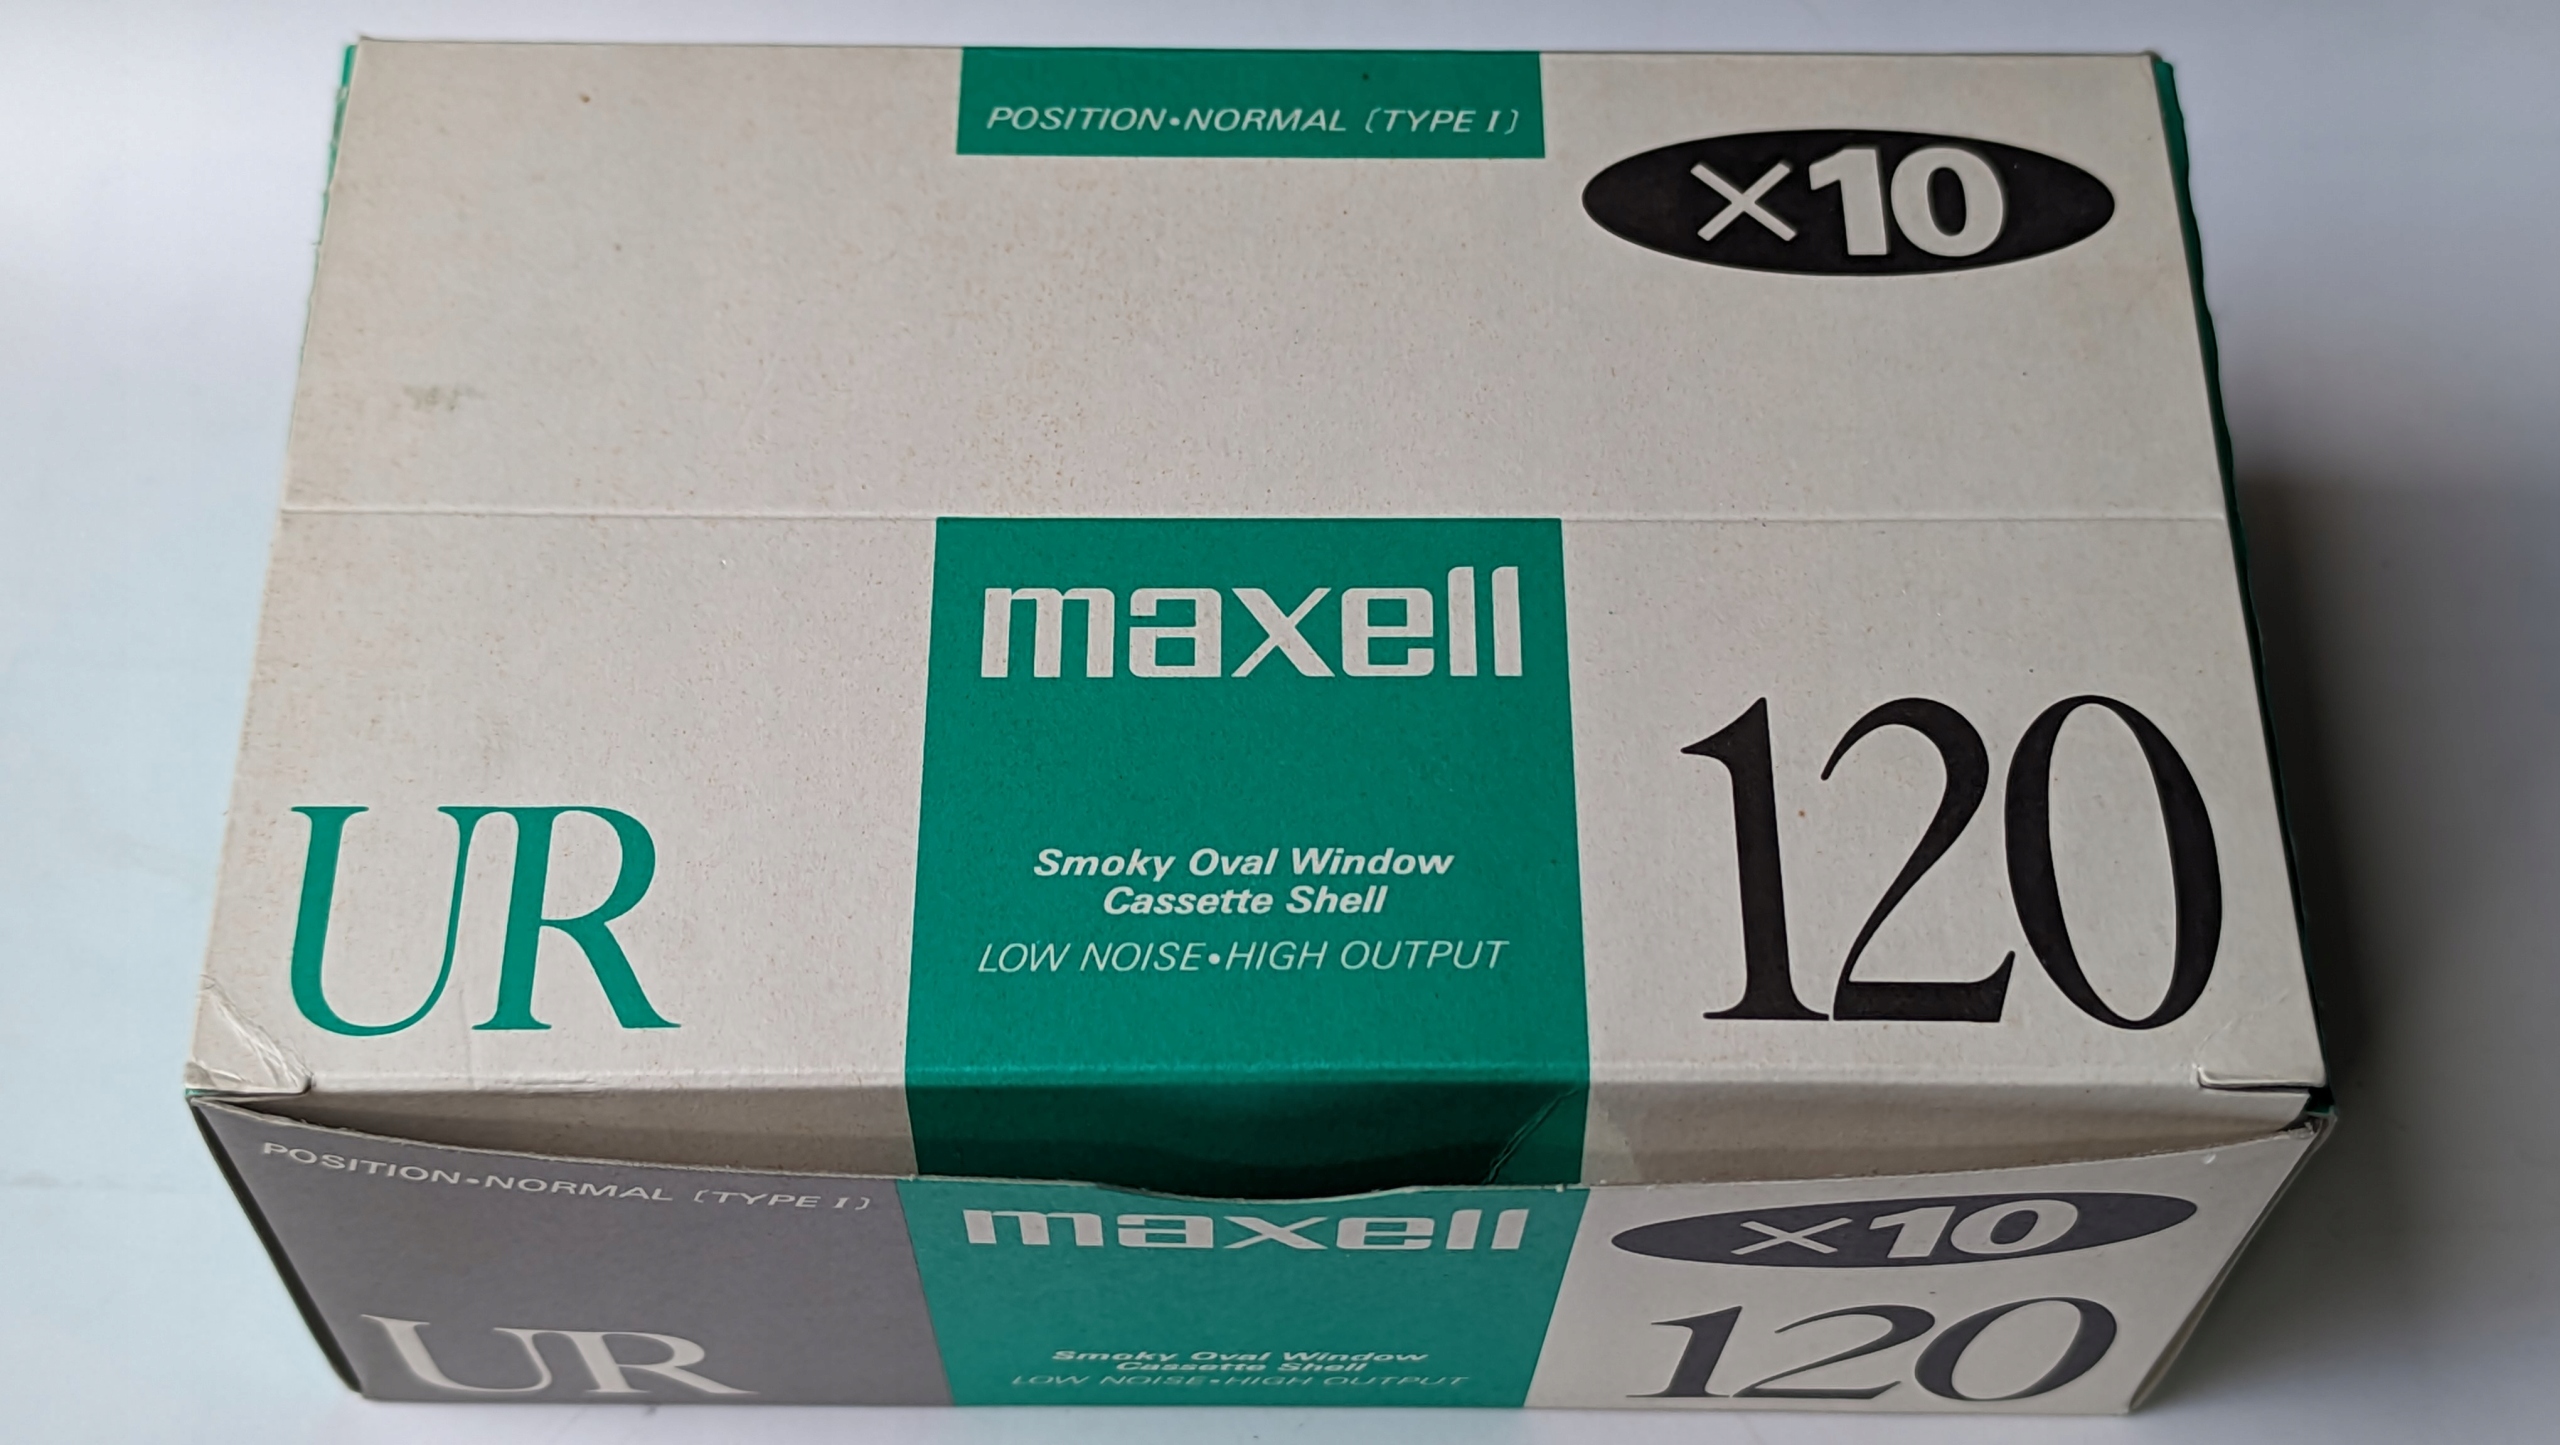 POSITION•NORMAL (TYPE I)
×10
maxell
UR
120
Smoky Oval Window
Cassette Shell
LOW NOISE•HIGH OUTPUT
POSITION•NORMAL (TYPE I)
maxell
×10
UR
120
Smoky Oval Window
Cassette Shell
LOW NOISE•HIGH OUTPUT